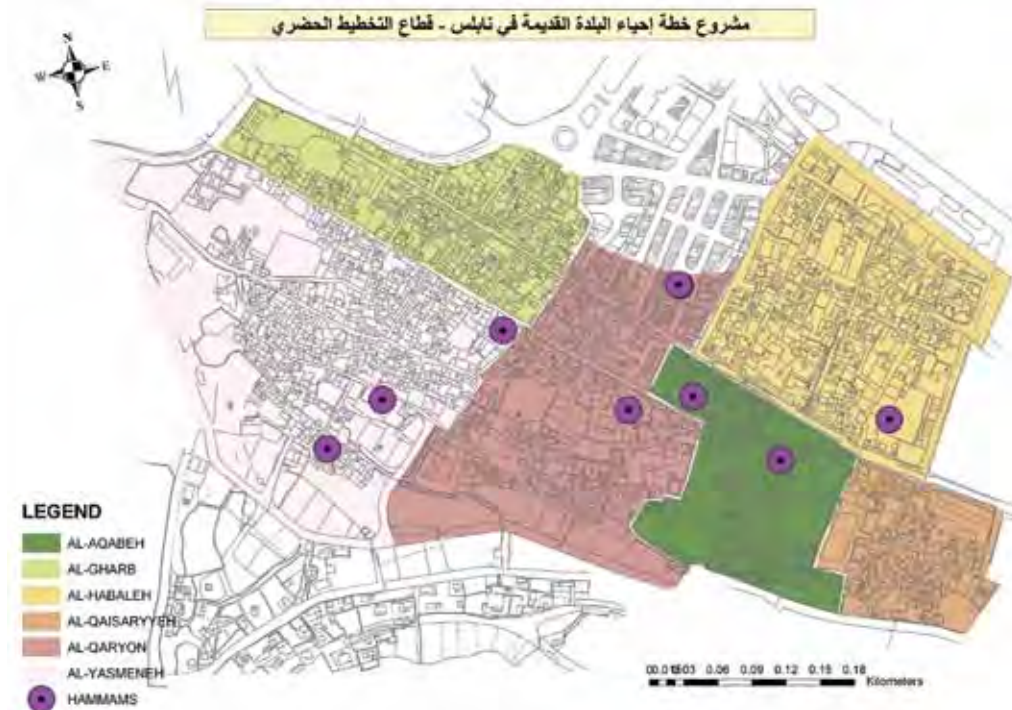 مشروع خطة إحياء البلدة القديمة في نابلس - قطاع التخطيط الحضري
N
W E
S
LEGEND
AL-AQABEH
AL-GHARB
AL-HABALEH
AL-QAISARYYEH
AL-QARYON
AL-YASMENEH
HAMMAMS
0.06 0.09 0.12 0.15 0.18
Kilometers